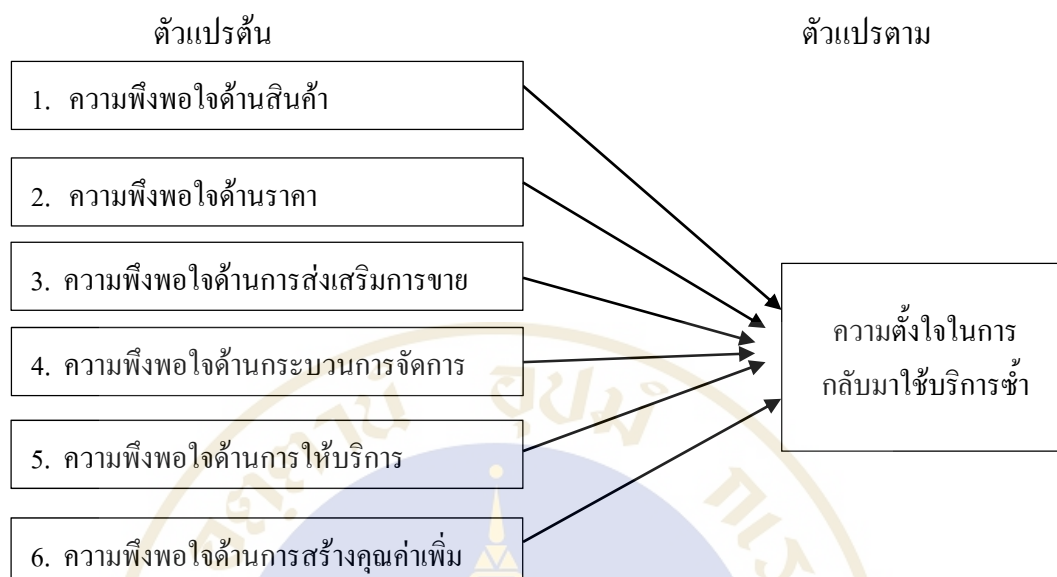 ตัวแปรต้น
ตัวแปรตาม
1. ความพึงพอใจด้านสินค้า
2. ความพึงพอใจด้านราคา
3. ความพึงพอใจด้านการส่งเสริมการขาย
4. ความพึงพอใจด้านกระบวนการจัดการ
5. ความพึงพอใจด้านการให้บริการ
6. ความพึงพอใจด้านการสร้างคุณค่าเพิ่ม
ความตั้งใจในการ
กลับมาใช้บริการซ้ำ